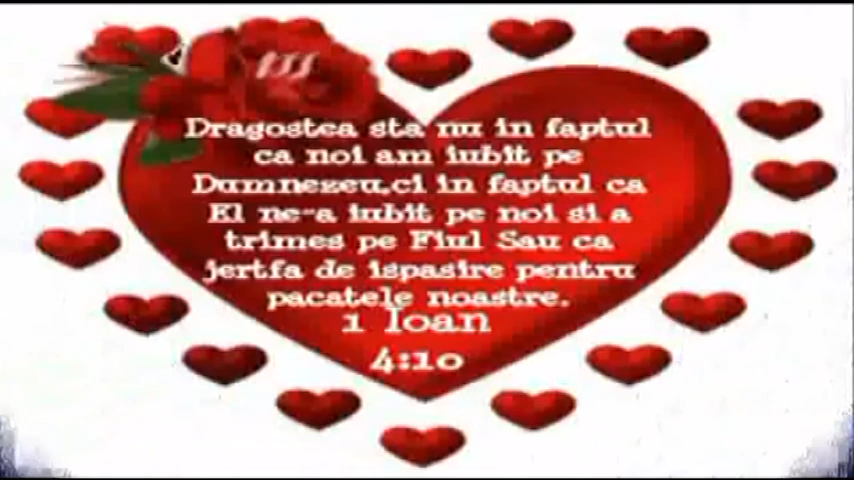 Dragostea sta nu in faptul
ca noi am iubit pe
Dumnezeu,ci in faptul ca
El ne-a iubit pe noi si a
trimes pe Fiul Sau ca
jertfa de ispasire pentru
pacatele noastre.
1 Ioan
4:10